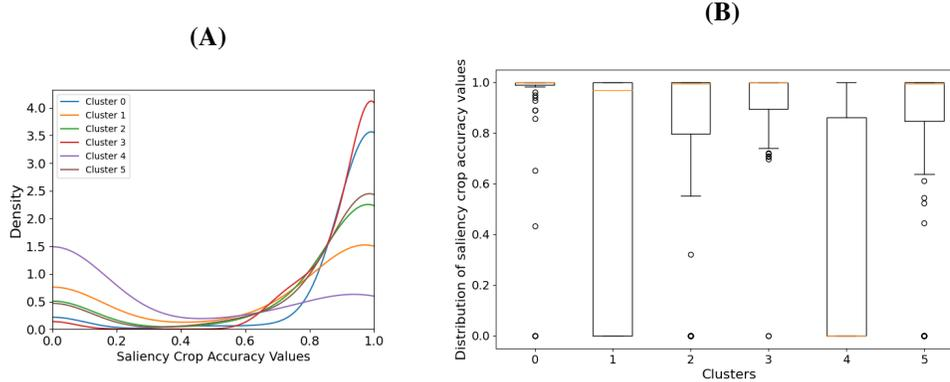 (A)
Density
4.0
3.5
3.0
2.5
2.0
1.5
1.0
0.5
0.0
Cluster 0
Cluster 1
Cluster 2
Cluster 3
Cluster 4
Cluster 5
0.0 0.2 0.4 0.6 0.8 1.0
Saliency Crop Accuracy Values
(B)
Distribution of saliency crop accuracy values
1.0
0.8
0.6
0.4
0.2
0.0
0 1 2 3 4 5
Clusters